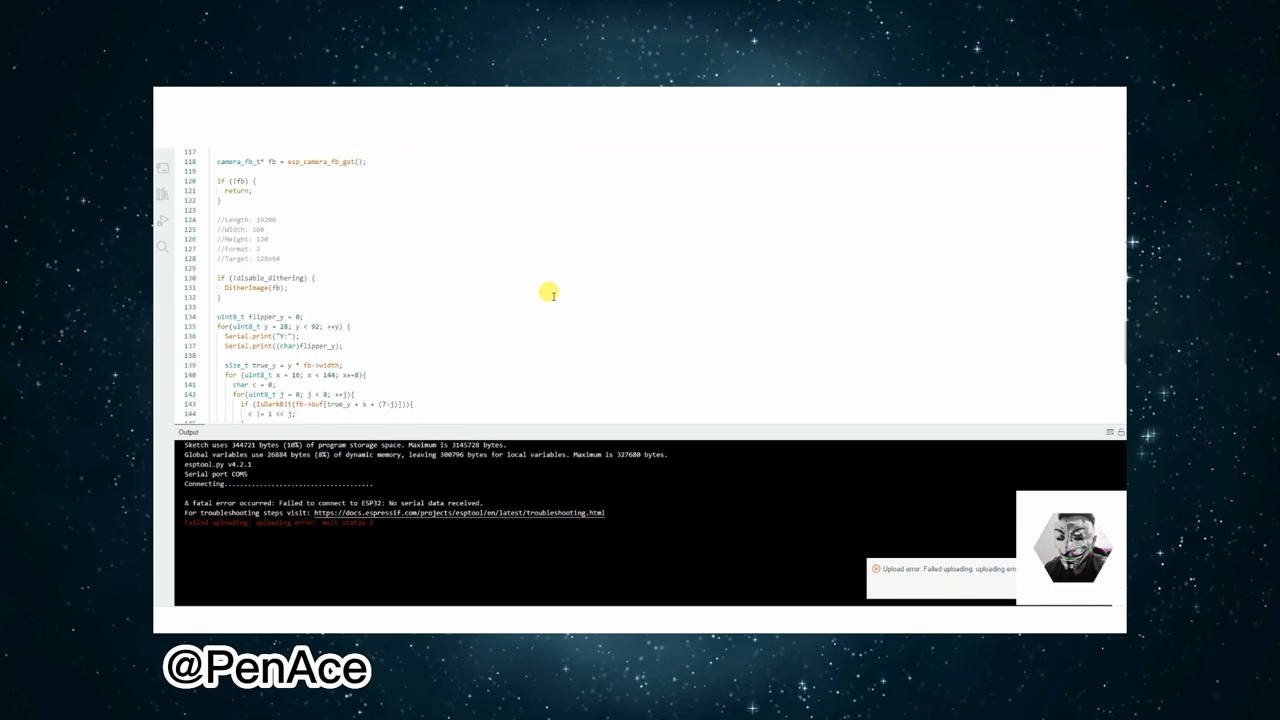 117
118 camera_fb_t* fb = esp_camera_fb_get();
119
120 if (!fb) {
121 return;
122 }
123
124 //Length: 19200
125 //Width: 160
126 //Height: 120
127 //Format: 2
128 //Target: 128x64
129
130 if (!disable_dithering) {
131 DitherImage(fb);
132 }
133
134 uint8_t flipper_y = 0;
135 for(uint8_t y = 28; y < 92; ++y) {
136 Serial.print("Y:");
137 Serial.print((char)flipper_y);
138
139 size_t true_y = y * fb->width;
140 for (uint8_t x = 16; x < 144; x+=8){
141 char c = 0;
142 for(uint8_t j = 0; j < 8; ++j){
143 if (IsDarkBit(fb->buf[true_y + x + (7-j)])){
144 c |= 1 << j;
Output
Sketch uses 344721 bytes (10%) of program storage space. Maximum is 3145728 bytes.
Global variables use 26884 bytes (8%) of dynamic memory, leaving 300796 bytes for local variables. Maximum is 327680 bytes.
esptool.py v4.2.1
Serial port COM5
Connecting......................................
A fatal error occurred: Failed to connect to ESP32: No serial data received.
For troubleshooting steps visit: https://docs.espressif.com/projects/esptool/en/latest/troubleshooting.html
Failed uploading: uploading error: exit status 2
Upload error: Failed uploading: uploading err
@PenAce